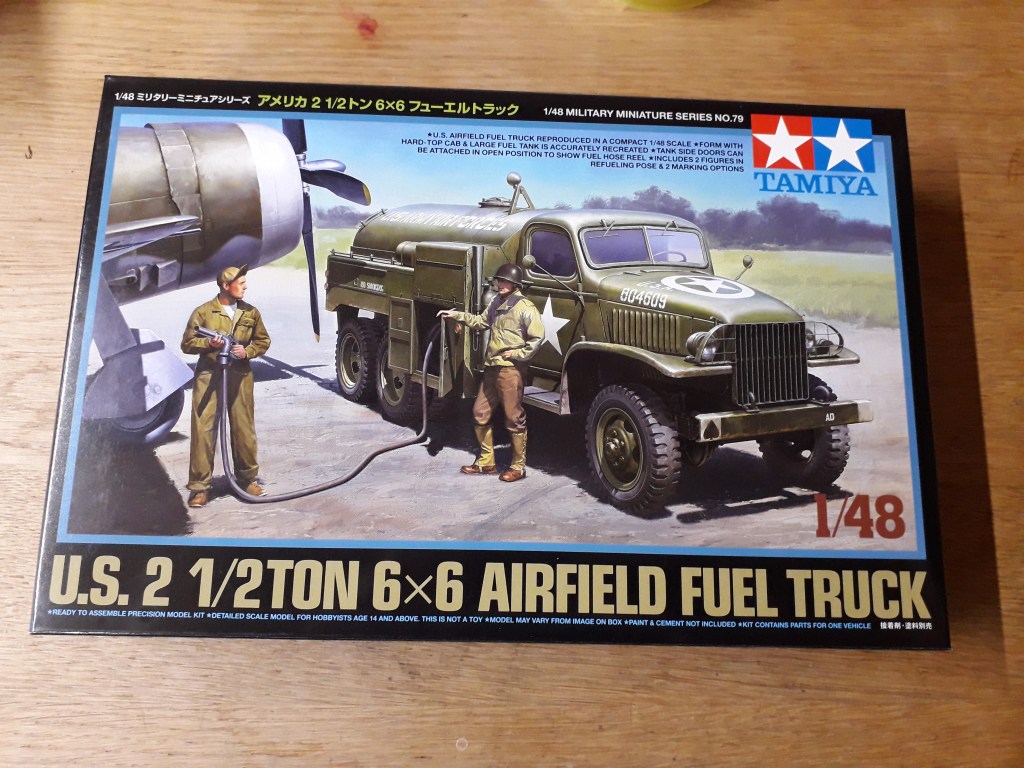 1/48 ミリタリーミニチュアシリーズ アメリカ 2 1/2トン 6×6 フューエルトラック
1/48 MILITARY MINIATURE SERIES NO.79
★U.S. AIRFIELD FUEL TRUCK REPRODUCED IN A COMPACT 1/48 SCALE ★FORM WITH
HARD-TOP CAB & LARGE FUEL TANK IS ACCURATELY RECREATED ★TANK SIDE DOORS CAN
BE ATTACHED IN OPEN POSITION TO SHOW FUEL HOSE REEL ★INCLUDES 2 FIGURES IN
REFUELING POSE & 2 MARKING OPTIONS
TAMIYA
NO SMOKING
USA
804609
AD
1/48
U.S. 2 1/2TON 6×6 AIRFIELD FUEL TRUCK
★READY TO ASSEMBLE PRECISION MODEL KIT ★DETAILED SCALE MODEL FOR HOBBYISTS AGE 14 AND ABOVE. THIS IS NOT A TOY ★MODEL MAY VARY FROM IMAGE ON BOX ★PAINT & CEMENT NOT INCLUDED ★KIT CONTAINS PARTS FOR ONE VEHICLE 接着剤・塗料別売